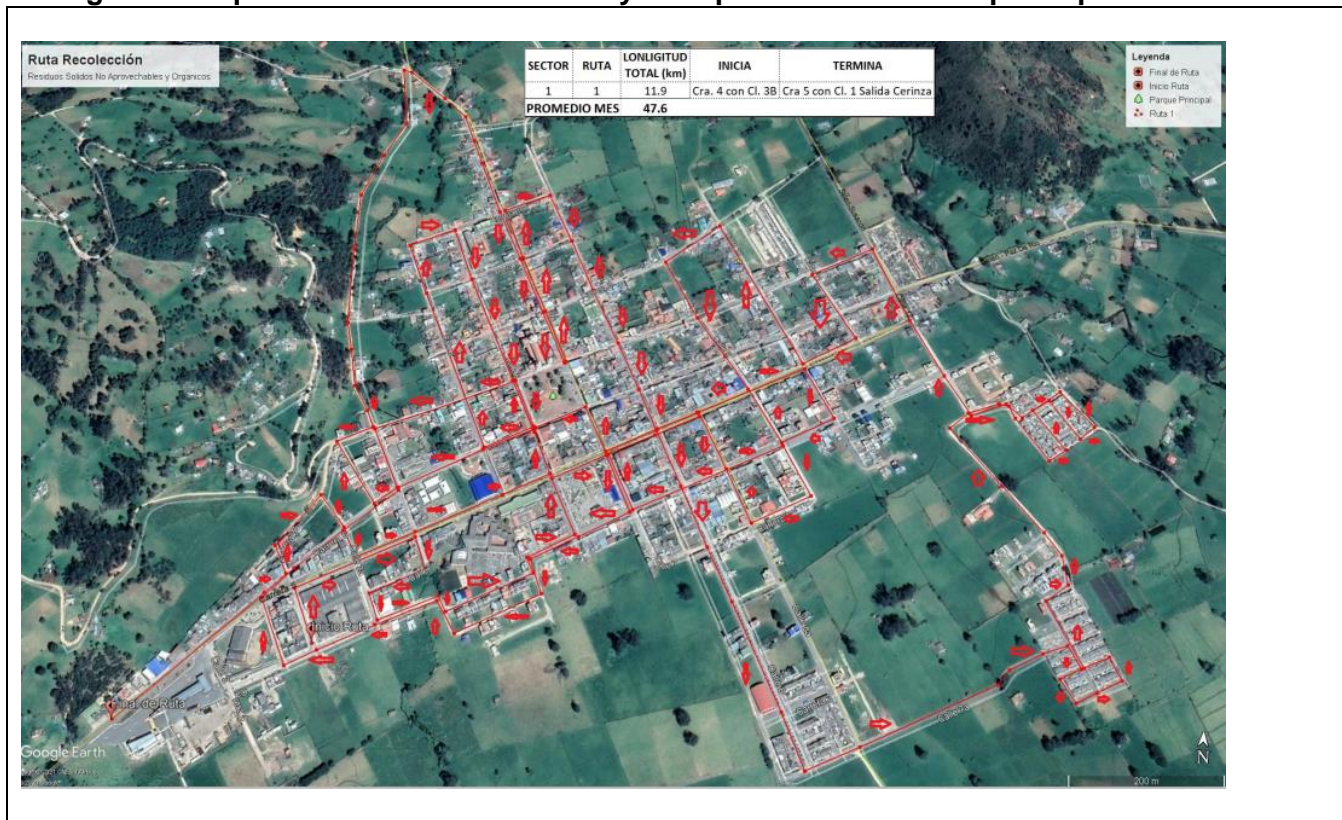 Ruta Recolección
Residuos Solidos No Aprovechables y Organicos
SECTOR RUTA LONLIGITUD TOTAL (km) INICIA TERMINA
1 1 11.9 Cra. 4 con Cl. 3B Cra 5 con Cl. 1 Salida Cerinza
PROMEDIO MES 47.6
Leyenda
Final de Ruta
Inicio Ruta
Parque Principal
Ruta 1
Inicio Ruta
Final de Ruta
Carrera
Google Earth
N
200 m